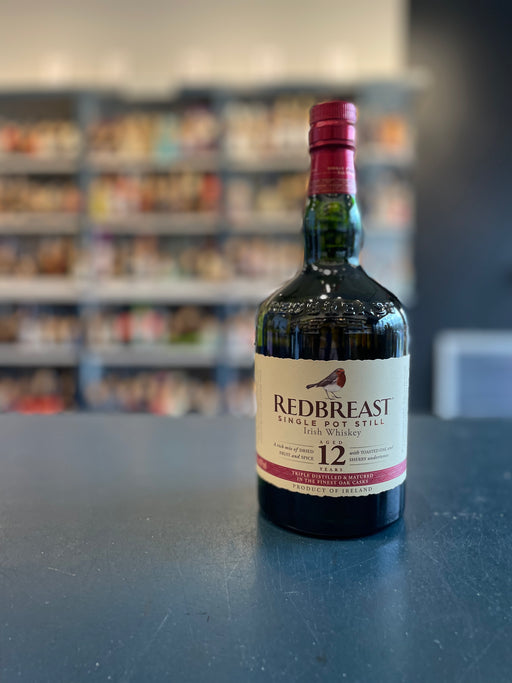 REDBREAST
SINGLE POT STILL
Irish Whiskey
AGED
A rich mix of DRIED
FRUIT and SPICE
12
with TOASTED OAK and
SHERRY undertones
YEARS
TRIPLE DISTILLED & MATURED
IN THE FINEST OAK CASKS
PRODUCT OF IRELAND